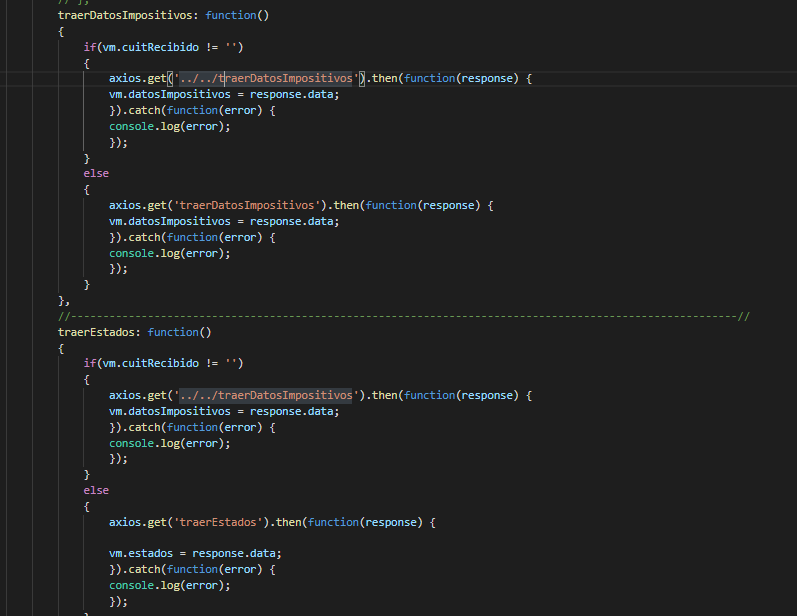 // },
traerDatosImpositivos: function()
{
if(vm.cuitRecibido != '')
{
axios.get('../../traerDatosImpositivos').then(function(response) {
vm.datosImpositivos = response.data;
}).catch(function(error) {
console.log(error);
});
}
else
{
axios.get('traerDatosImpositivos').then(function(response) {
vm.datosImpositivos = response.data;
}).catch(function(error) {
console.log(error);
});
}
},
//--------------------------------------------------------------------------------------------------------//
traerEstados: function()
{
if(vm.cuitRecibido != '')
{
axios.get('../../traerDatosImpositivos').then(function(response) {
vm.datosImpositivos = response.data;
}).catch(function(error) {
console.log(error);
});
}
else
{
axios.get('traerEstados').then(function(response) {
vm.estados = response.data;
}).catch(function(error) {
console.log(error);
});
}